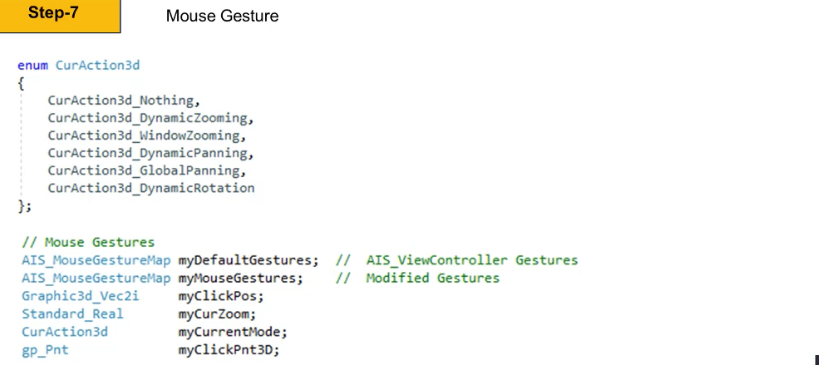 Step-7
Mouse Gesture
enum CurAction3d
{
CurAction3d_Nothing,
CurAction3d_DynamicZooming,
CurAction3d_WindowZooming,
CurAction3d_DynamicPanning,
CurAction3d_GlobalPanning,
CurAction3d_DynamicRotation
};
// Mouse Gestures
AIS_MouseGestureMap myDefaultGestures; // AIS_ViewController Gestures
AIS_MouseGestureMap myMouseGestures; // Modified Gestures
Graphic3d_Vec2i myClickPos;
Standard_Real myCurZoom;
CurAction3d myCurrentMode;
gp_Pnt myClickPnt3D;